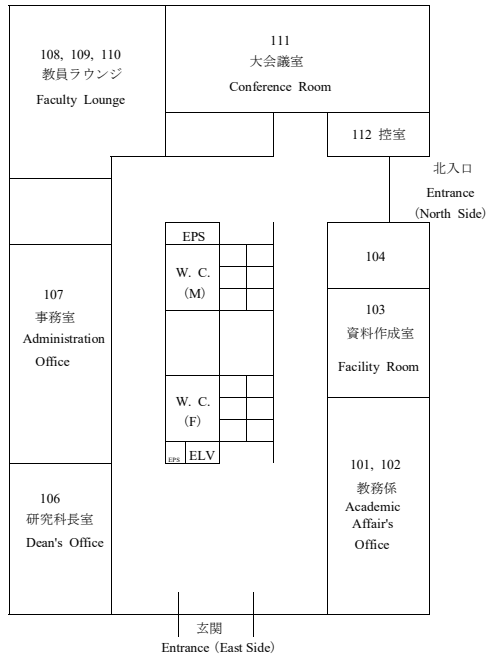 108, 109, 110
教員ラウンジ
Faculty Lounge
111
大会議室
Conference Room
112 控室
北入口
Entrance
(North Side)
EPS
W. C.
(M)
104
107
事務室
Administration
Office
103
資料作成室
Facility Room
W. C.
(F)
EPS
ELV
101, 102
教務係
Academic
Affair's
Office
106
研究科長室
Dean's Office
玄関
Entrance (East Side)